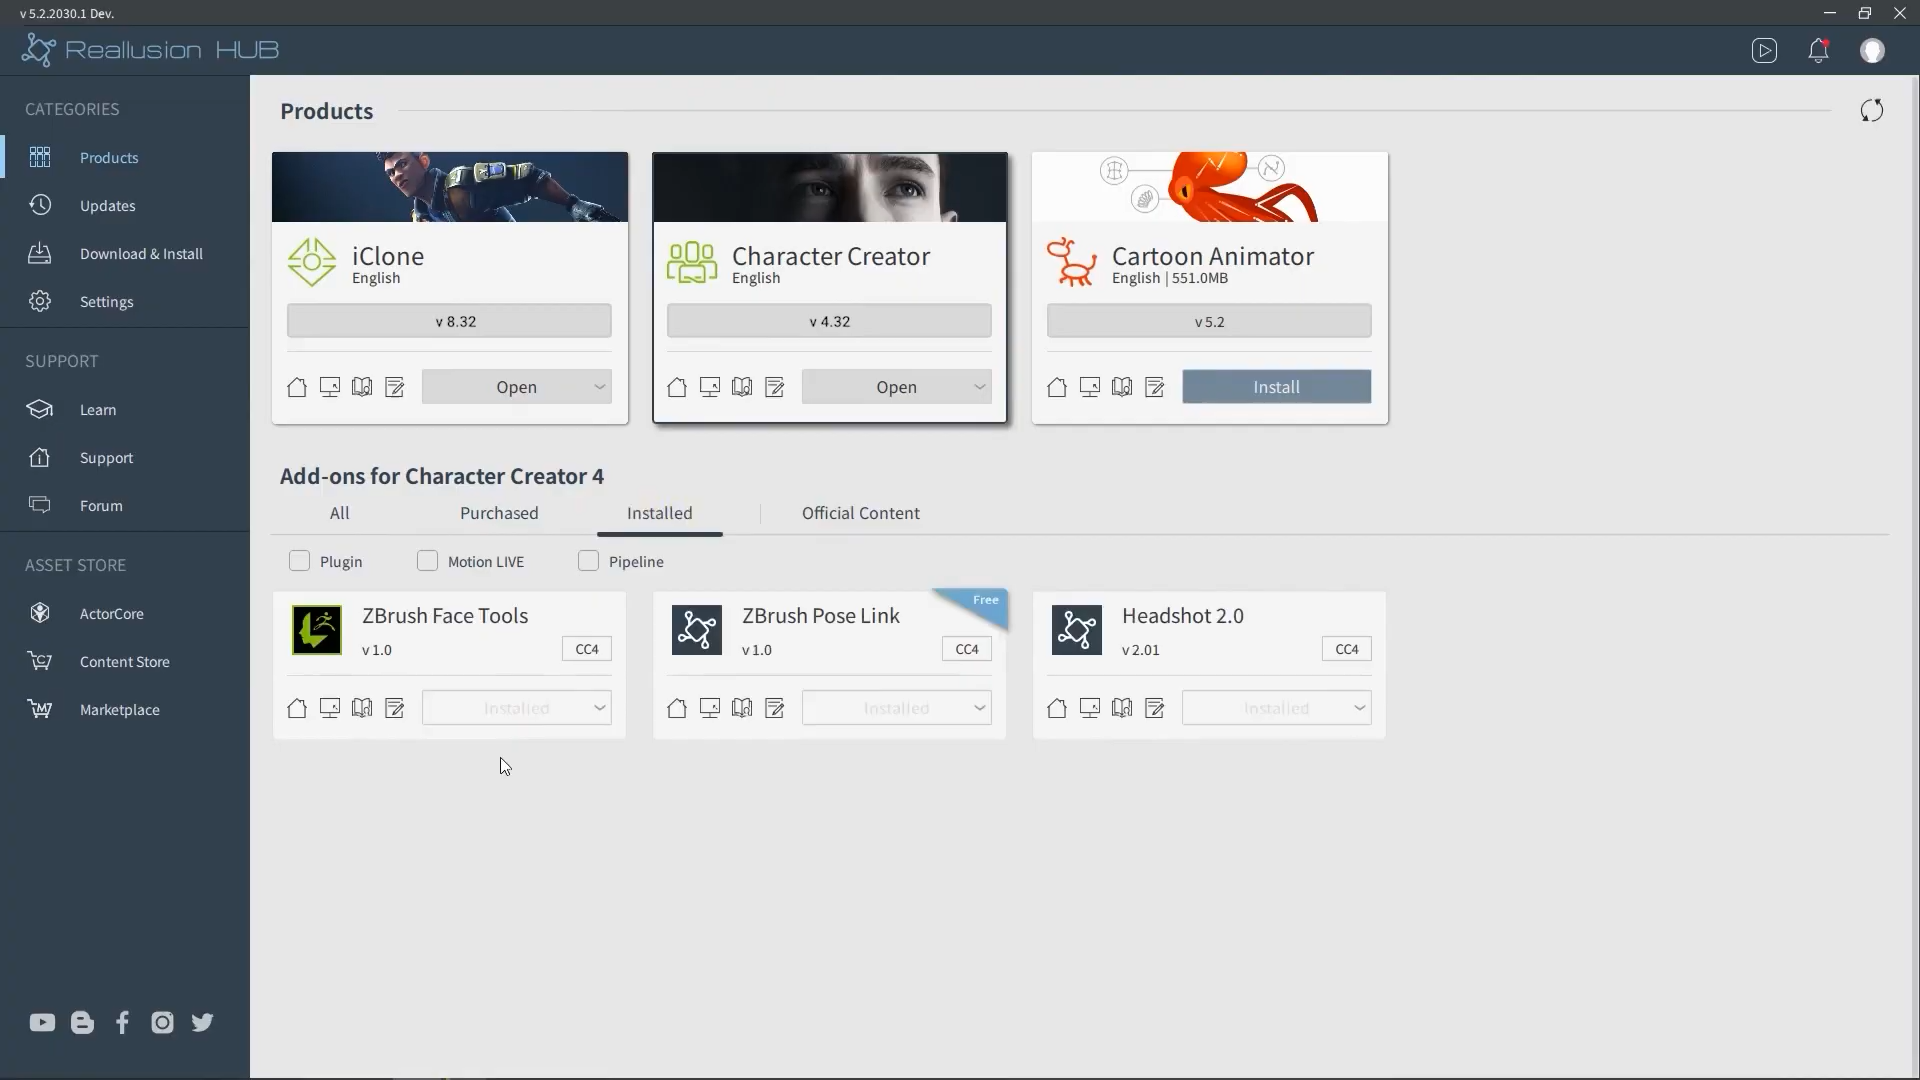 v 5.2.2030.1 Dev.
Reallusion HUB
CATEGORIES
Products
Updates
Download & Install
Settings
SUPPORT
Learn
Support
Forum
ASSET STORE
ActorCore
Content Store
Marketplace
Products
iClone
English
v 8.32
Open
Character Creator
English
v 4.32
Open
Cartoon Animator
English | 551.0MB
v 5.2
Install
Add-ons for Character Creator 4
All Purchased Installed Official Content
Plugin Motion LIVE Pipeline
ZBrush Face Tools
v 1.0 CC4
Installed
ZBrush Pose Link
Free
v 1.0 CC4
Installed
Headshot 2.0
v 2.01 CC4
Installed